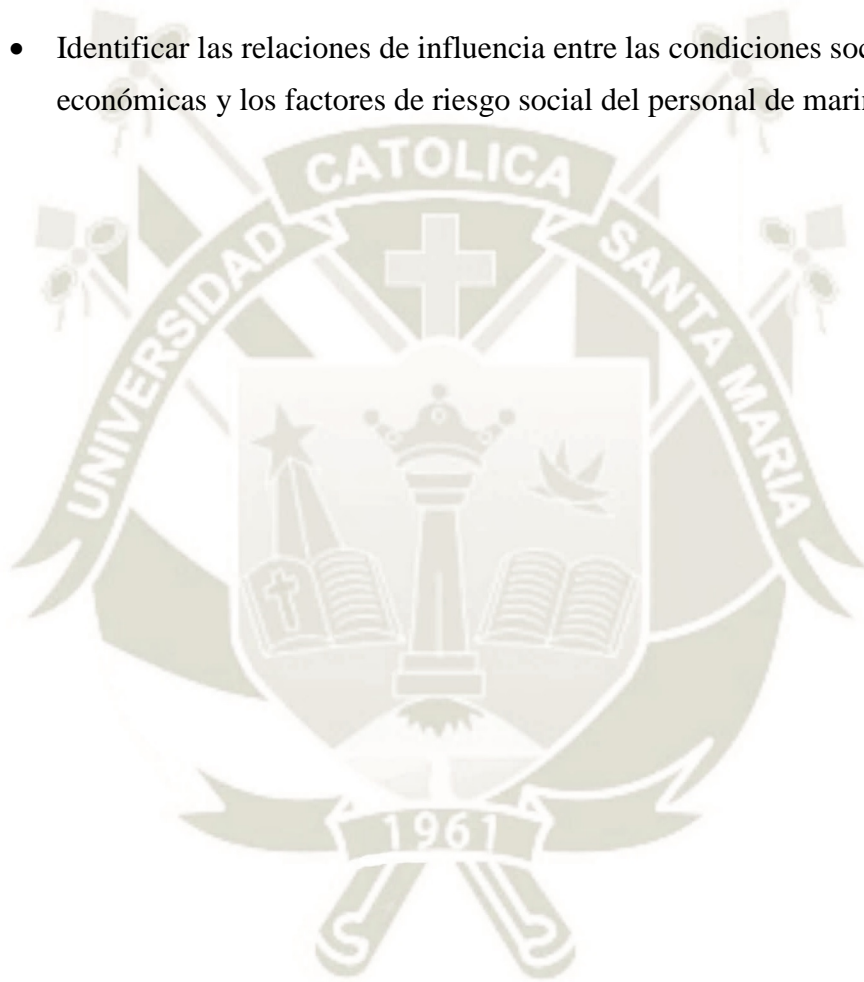 • Identificar las relaciones de influencia entre las condiciones
económicas y los factores de riesgo social del personal de
UNIVERSIDAD CATOLICA SANTA MARIA
1961